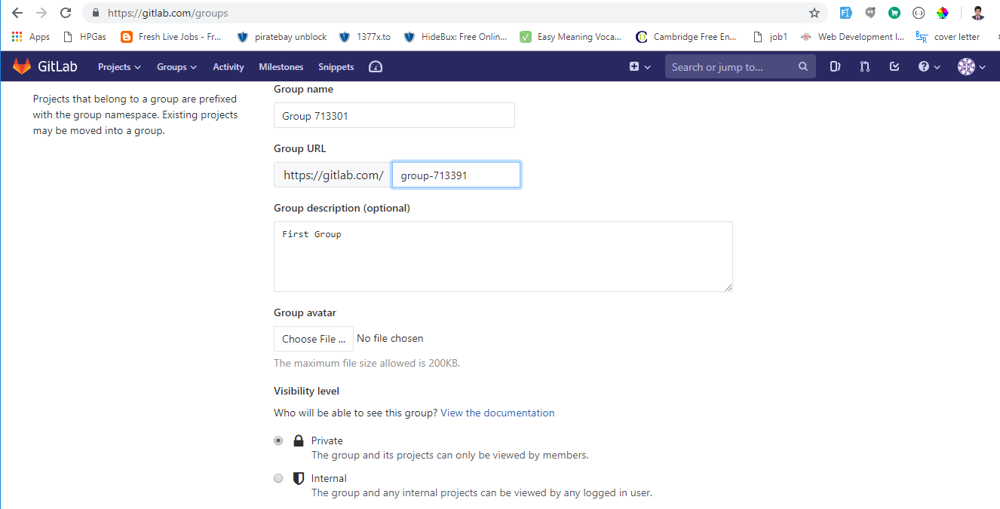 https://gitlab.com/groups
Apps HPGas Fresh Live Jobs - Fr... piratebay unblock 1377x.to HideBux: Free Onlin... Easy Meaning Voca... Cambridge Free En... job1 Web Development I... cover letter
GitLab Projects Groups Activity Milestones Snippets Search or jump to...
Projects that belong to a group are prefixed
with the group namespace. Existing projects
may be moved into a group.
Group name
Group 713301
Group URL
https://gitlab.com/ group-713391
Group description (optional)
First Group
Group avatar
Choose File ... No file chosen
The maximum file size allowed is 200KB.
Visibility level
Who will be able to see this group? View the documentation
Private
The group and its projects can only be viewed by members.
Internal
The group and any internal projects can be viewed by any logged in user.